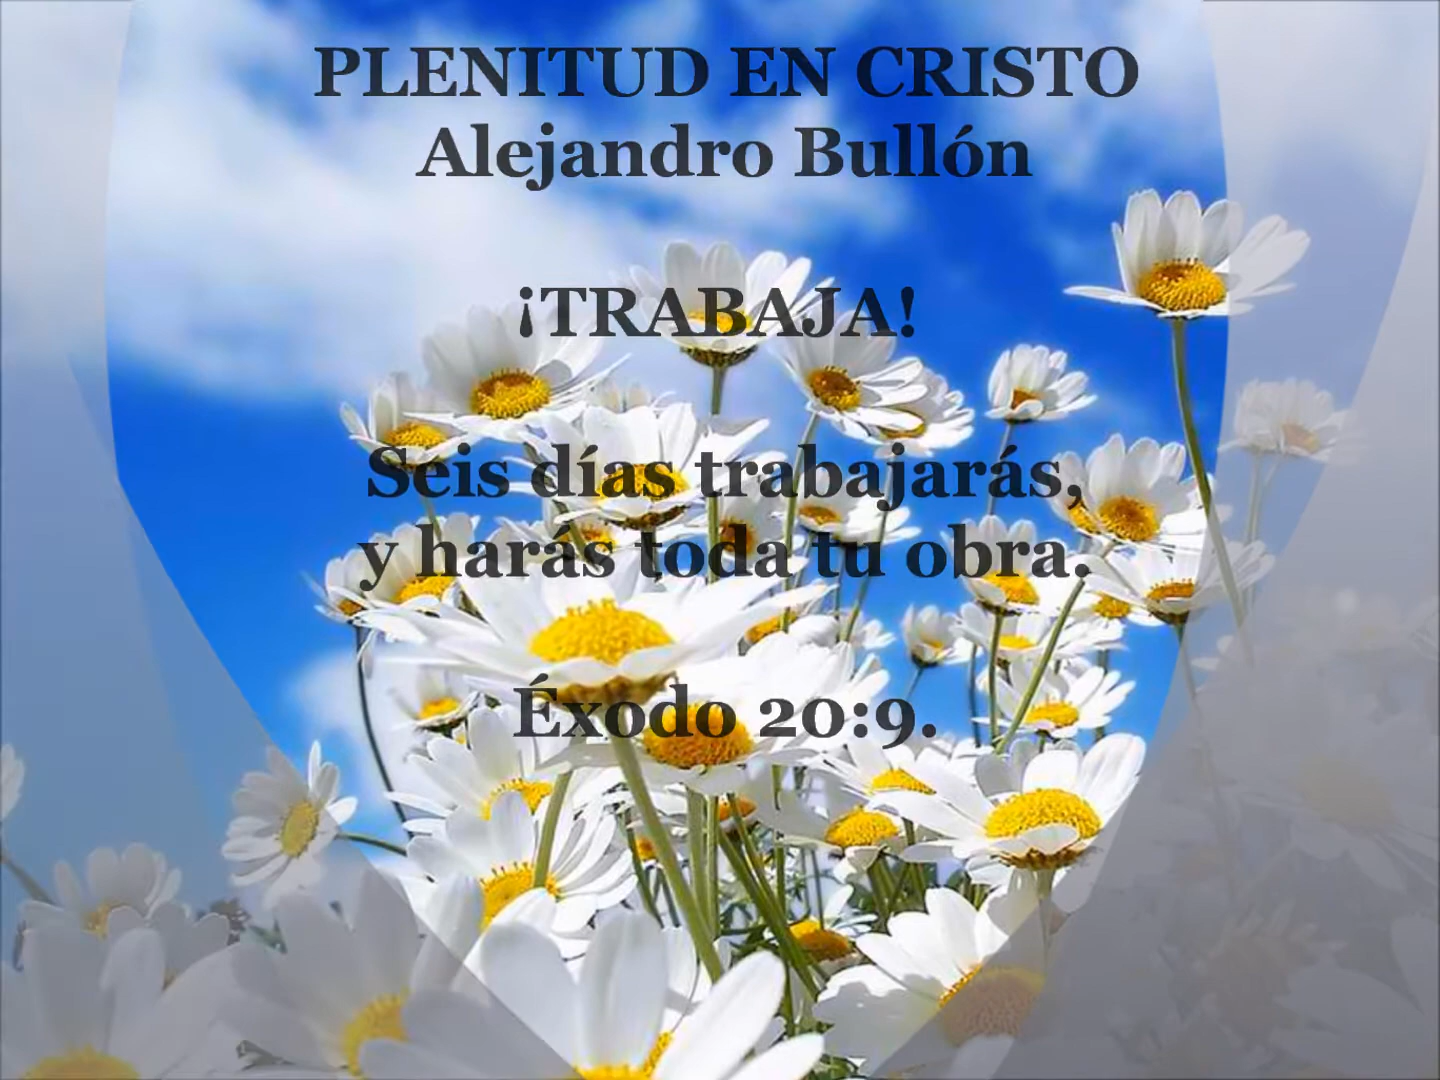 PLENITUD EN CRISTO
Alejandro Bullón
¡TRABAJA!
Seis días trabajarás,
y harás toda tu obra.
Éxodo 20:9.